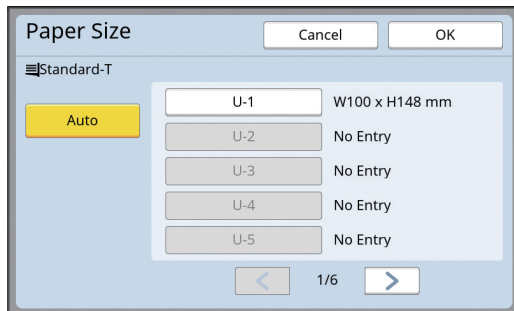 Paper Size
Cancel
OK
Standard-T
Auto
U-1 W100 x H148 mm
U-2 No Entry
U-3 No Entry
U-4 No Entry
U-5 No Entry
< 1/6 >